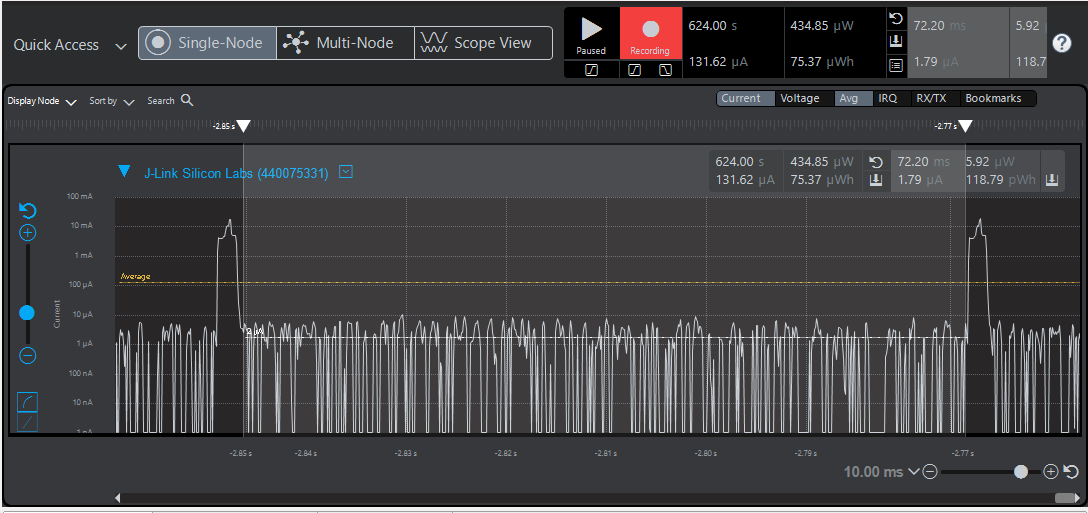 Quick Access
Single-Node
Multi-Node
Scope View
Paused
Recording
624.00 s
434.85 µW
72.20 ms
5.92
131.62 µA
75.37 µWh
1.79 µA
118.7
Display Node
Sort by
Search
Current
Voltage
Avg
IRQ
RX/TX
Bookmarks
-2.85 s
-2.77 s
J-Link Silicon Labs (440075331)
624.00 s
434.85 µW
72.20 ms
5.92 µW
131.62 µA
75.37 µWh
1.79 µA
118.79 pWh
100 mA
10 mA
1 mA
100 µA
10 µA
1 µA
100 nA
10 nA
1 nA
Current
Average
2 µA
-2.85 s
-2.84 s
-2.83 s
-2.82 s
-2.81 s
-2.80 s
-2.79 s
-2.77 s
10.00 ms